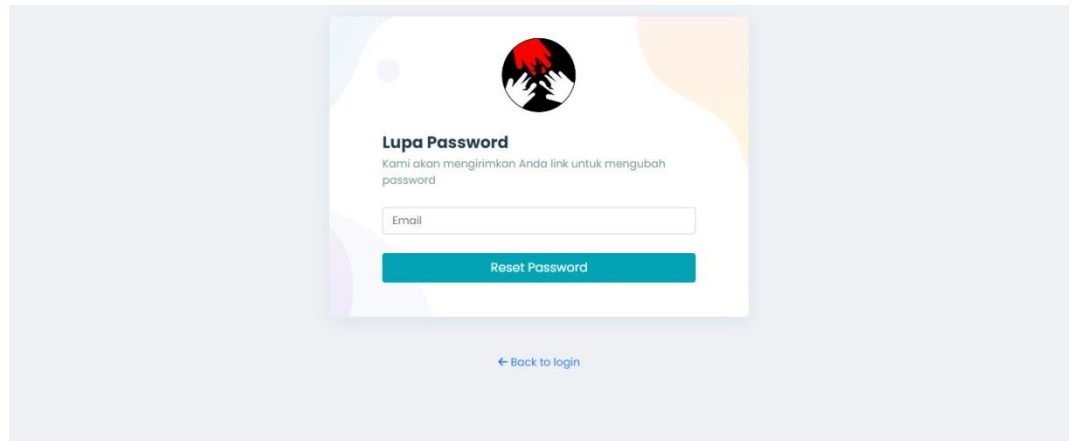 Lupa Password
Kami akan mengirimkan Anda link untuk mengubah
password
Email
Reset Password
← Back to login